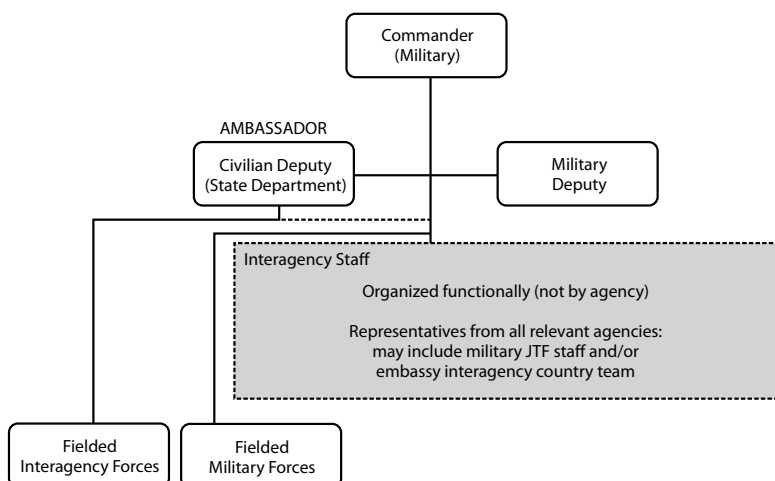 Commander
(Military)
AMBASSADOR
Civilian Deputy
(State Department)
Military
Deputy
Interagency Staff
Organized functionally (not by agency)
Representatives from all relevant agencies:
may include military JTF staff and/or
embassy interagency country team
Fielded
Interagency Forces
Fielded
Military Forces